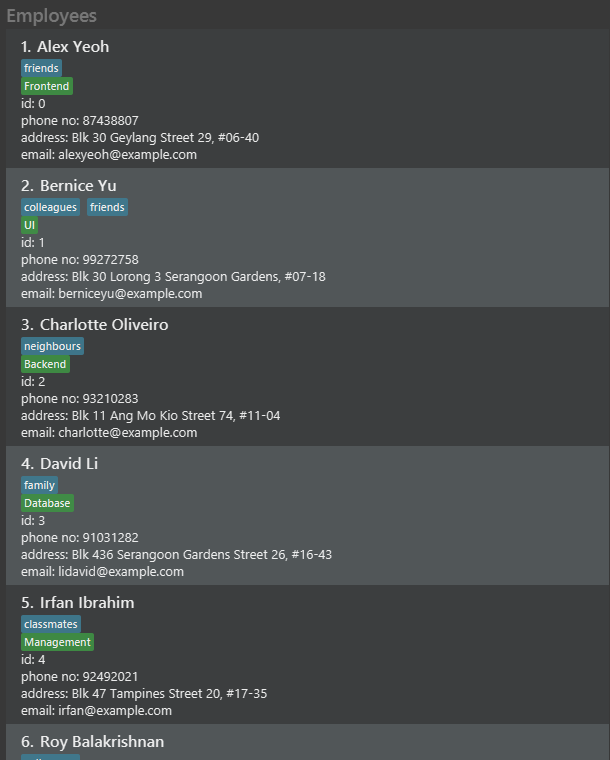 Employees
1. Alex Yeoh
friends
Frontend
id: 0
phone no: 87438807
address: Blk 30 Geylang Street 29, #06-40
email: alexyeoh@example.com
2. Bernice Yu
colleagues friends
UI
id: 1
phone no: 99272758
address: Blk 30 Lorong 3 Serangoon Gardens, #07-18
email: berniceyu@example.com
3. Charlotte Oliveiro
neighbours
Backend
id: 2
phone no: 93210283
address: Blk 11 Ang Mo Kio Street 74, #11-04
email: charlotte@example.com
4. David Li
family
Database
id: 3
phone no: 91031282
address: Blk 436 Serangoon Gardens Street 26, #16-43
email: lidavid@example.com
5. Irfan Ibrahim
classmates
Management
id: 4
phone no: 92492021
address: Blk 47 Tampines Street 20, #17-35
email: irfan@example.com
6. Roy Balakrishnan